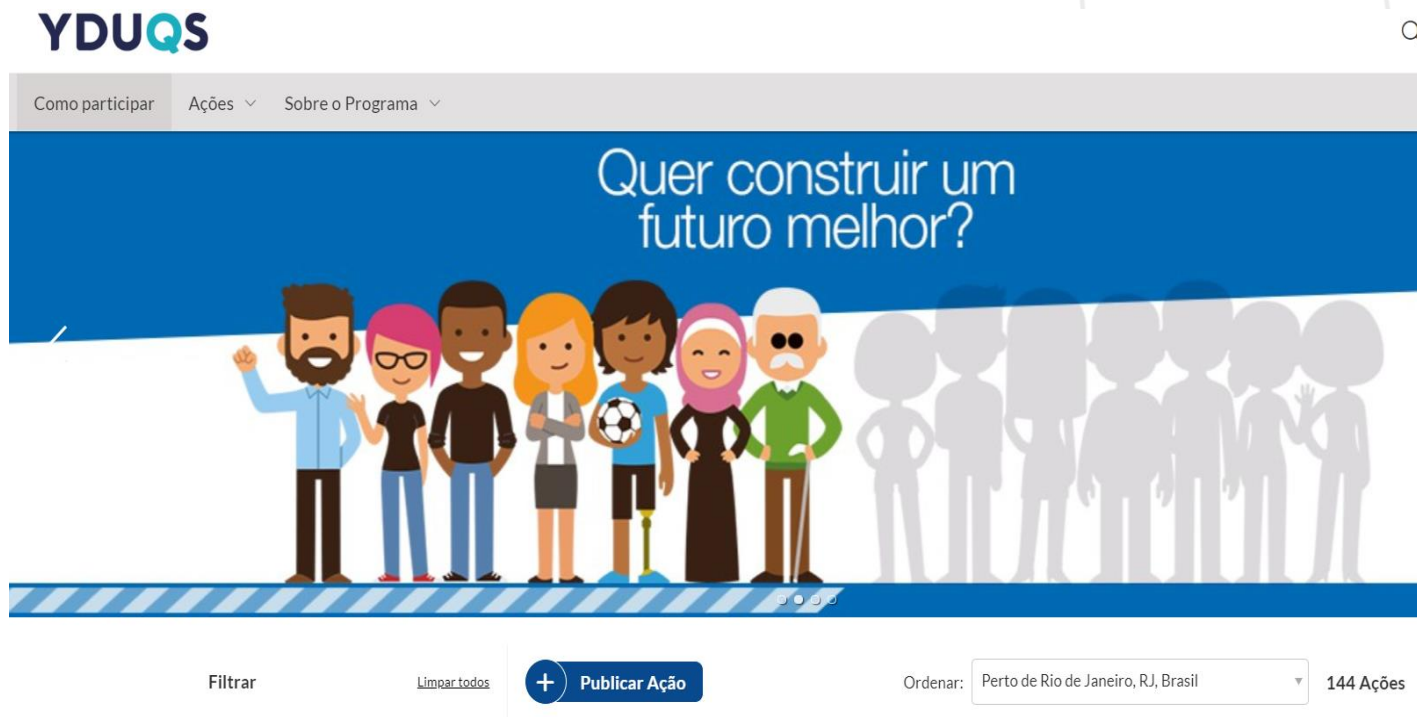 YDUQS
Como participar Ações Sobre o Programa
Quer construir um
futuro melhor?
Filtrar Limpar todos + Publicar Ação Ordenar: Perto de Rio de Janeiro, RJ, Brasil 144 Ações